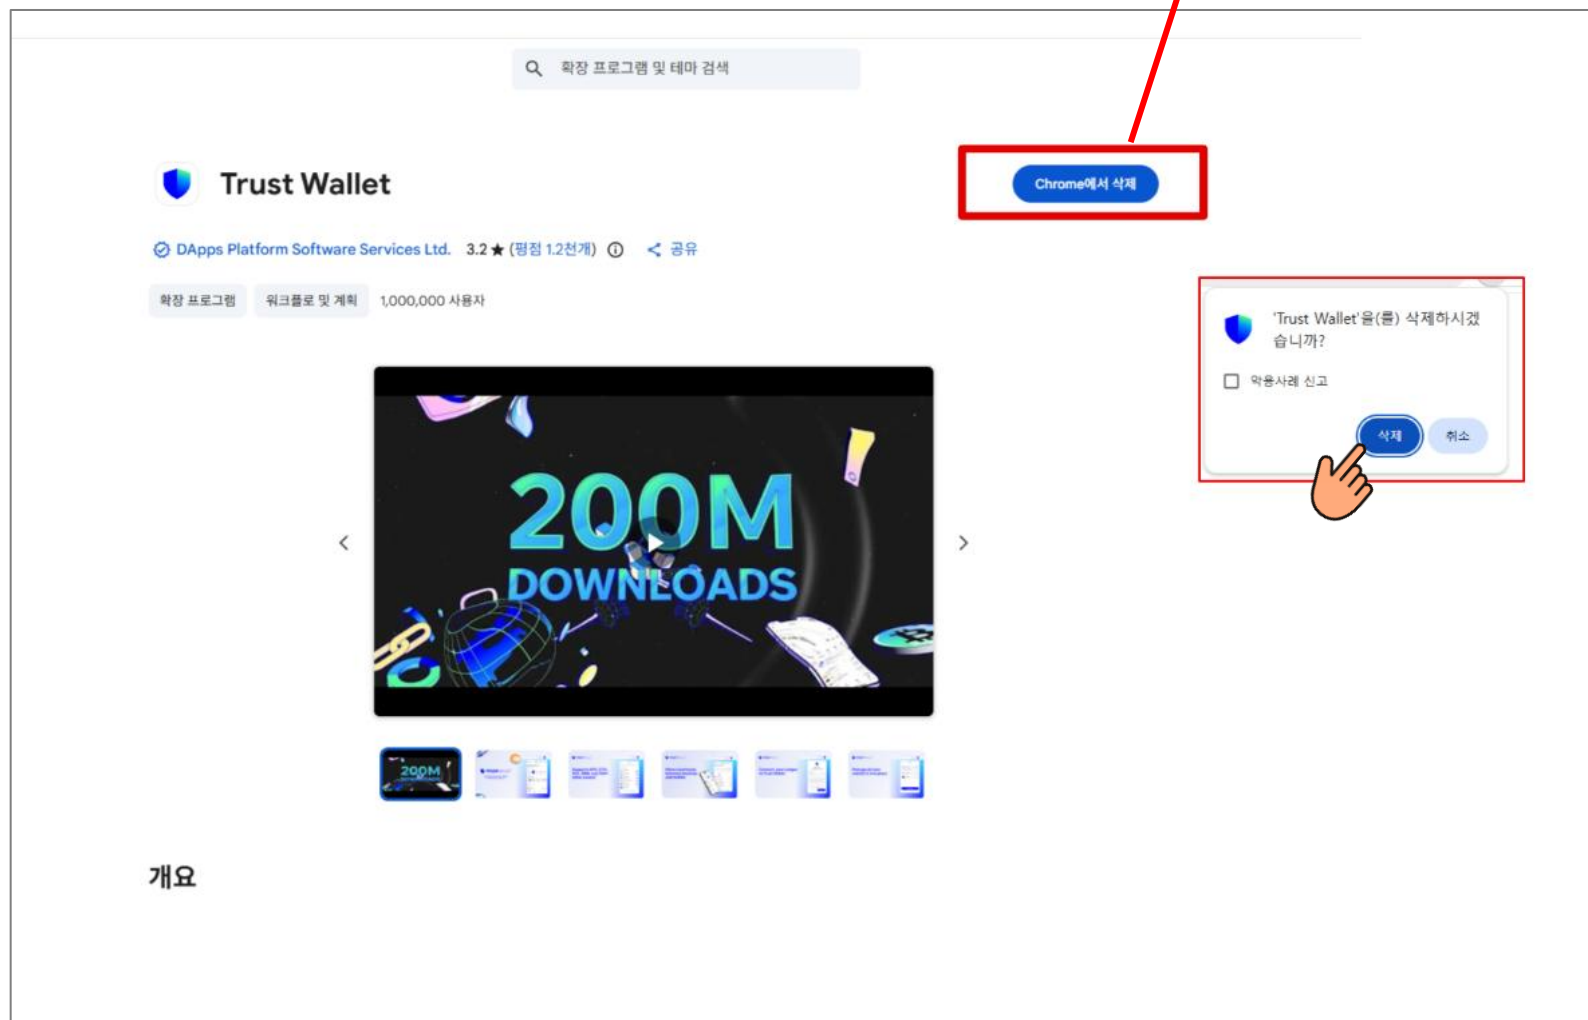 확장 프로그램 및 테마 검색
Trust Wallet
Chrome에서 삭제
DApps Platform Software Services Ltd. 3.2 ★ (평점 1.2천개) 공유
확장 프로그램 워크플로 및 계획 1,000,000 사용자
'Trust Wallet'을(를) 삭제하시겠
습니까?
악용사례 신고
삭제 취소
200M
DOWNLOADS
200M
개요